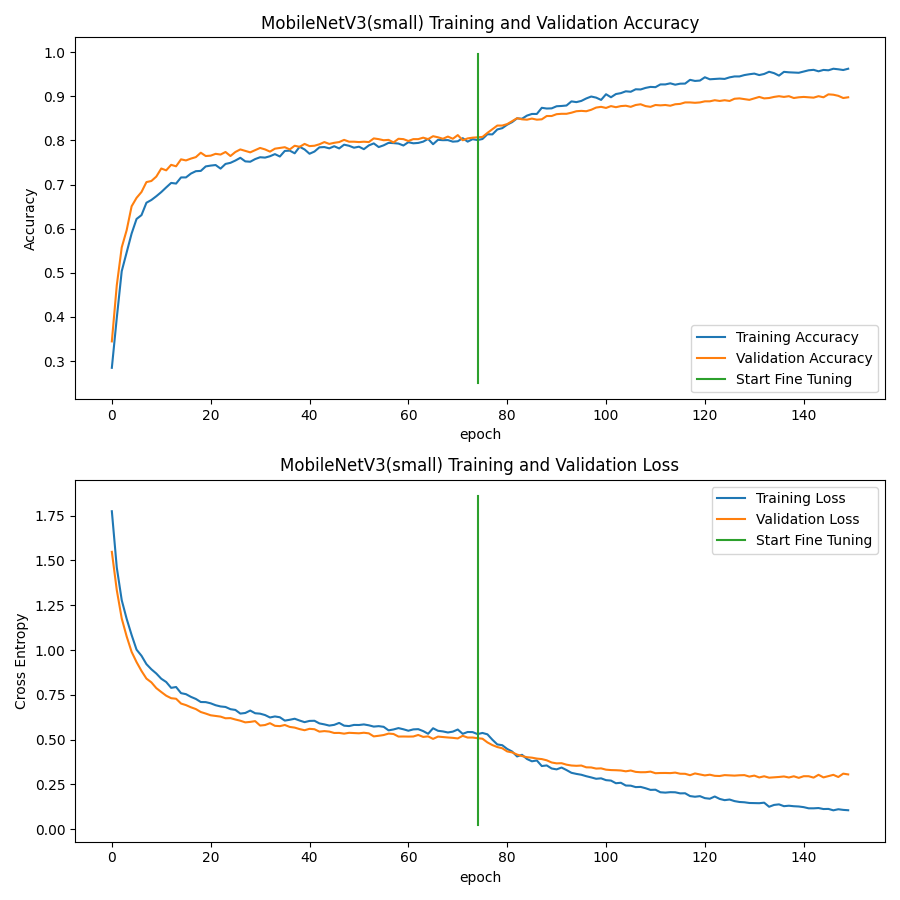 MobileNetV3(small) Training and Validation Accuracy
1.0
0.9
0.8
0.7
0.6
0.5
0.4
0.3
Accuracy
Training Accuracy
Validation Accuracy
Start Fine Tuning
0 20 40 60 80 100 120 140
epoch
MobileNetV3(small) Training and Validation Loss
1.75
1.50
1.25
1.00
0.75
0.50
0.25
0.00
Cross Entropy
Training Loss
Validation Loss
Start Fine Tuning
0 20 40 60 80 100 120 140
epoch